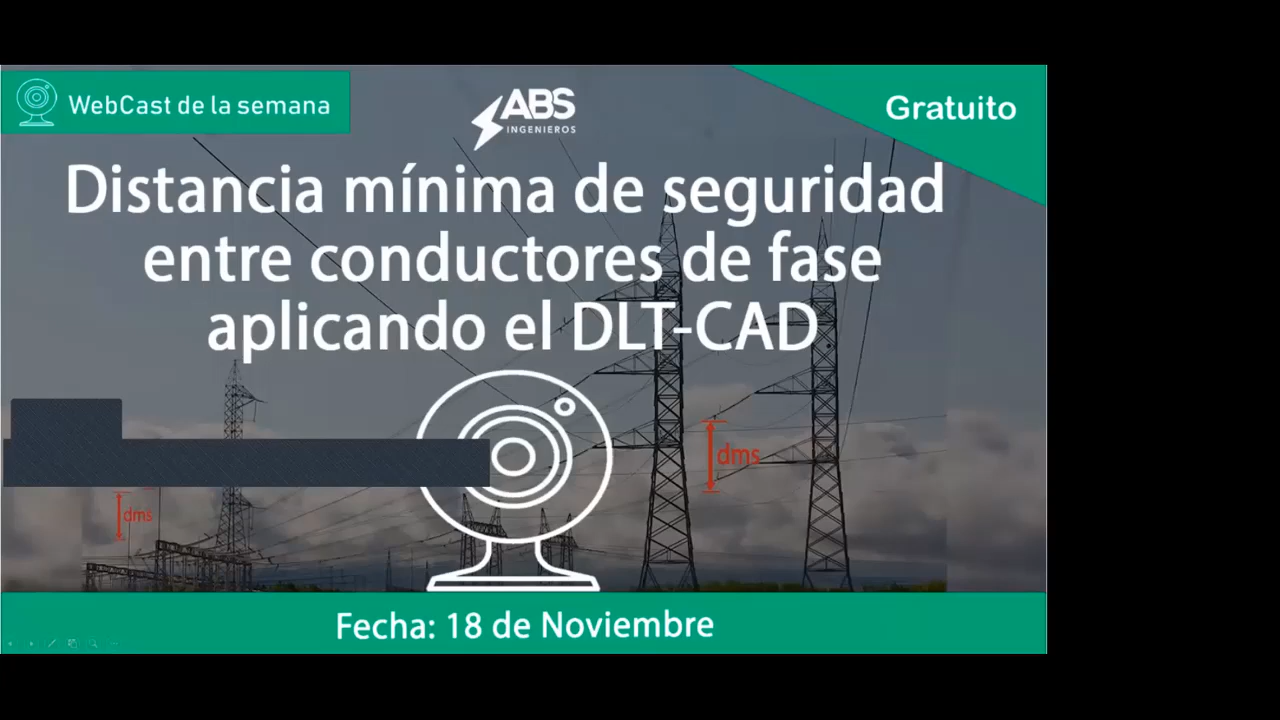 WebCast de la semana
ABS
INGENIEROS
Gratuito
Distancia mínima de seguridad
entre conductores de fase
aplicando el DLT-CAD
dms
dms
Fecha: 18 de Noviembre